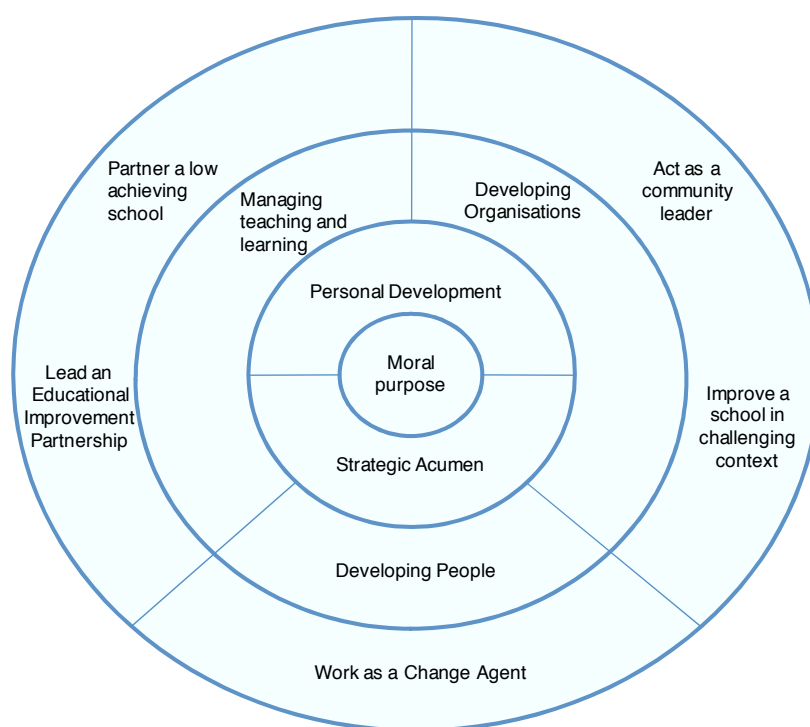 Partner a low
achieving
school
Managing
teaching and
learning
Developing
Organisations
Act as a
community
leader
Personal Development
Moral
purpose
Lead an
Educational
Improvement
Partnership
Improve a
school in
challenging
context
Strategic Acumen
Developing People
Work as a Change Agent